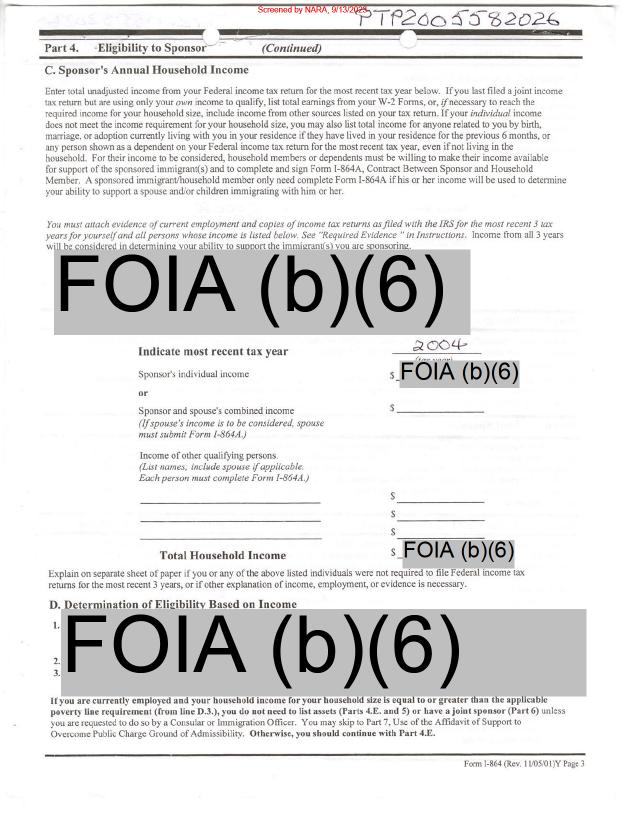 Screened by NARA, 9/13/2023
PTP2005582026
Part 4. Eligibility to Sponsor (Continued)
C. Sponsor's Annual Household Income
Enter total unadjusted income from your Federal income tax return for the most recent tax year below. If you last filed a joint income
tax return but are using only your own income to qualify, list total earnings from your W-2 Forms, or, if necessary to reach the
required income for your household size, include income from other sources listed on your tax return. If your individual income
does not meet the income requirement for your household size, you may also list total income for anyone related to you by birth,
marriage, or adoption currently living with you in your residence if they have lived in your residence for the previous 6 months, or
any person shown as a dependent on your Federal income tax return for the most recent tax year, even if not living in the
household. For their income to be considered, household members or dependents must be willing to make their income available
for support of the sponsored immigrant(s) and to complete and sign Form I-864A, Contract Between Sponsor and Household
Member. A sponsored immigrant/household member only need complete Form I-864A if his or her income will be used to determine
your ability to support a spouse and/or children immigrating with him or her.
You must attach evidence of current employment and copies of income tax returns as filed with the IRS for the most recent 3 tax
years for yourself and all persons whose income is listed below. See "Required Evidence " in Instructions. Income from all 3 years
will be considered in determining your ability to support the immigrant(s) you are sponsoring.
FOIA (b)(6)
Indicate most recent tax year 2004
(tax year)
Sponsor's individual income $ FOIA (b)(6)
or
Sponsor and spouse's combined income $
(If spouse's income is to be considered, spouse
must submit Form I-864A.)
Income of other qualifying persons.
(List names, include spouse if applicable.
Each person must complete Form I-864A.)
$
$
$
Total Household Income $ FOIA (b)(6)
Explain on separate sheet of paper if you or any of the above listed individuals were not required to file Federal income tax
returns for the most recent 3 years, or if other explanation of income, employment, or evidence is necessary.
D. Determination of Eligibility Based on Income
1.
FOIA (b)(6)
2.
3.
If you are currently employed and your household income for your household size is equal to or greater than the applicable
poverty line requirement (from line D.3.), you do not need to list assets (Parts 4.E. and 5) or have a joint sponsor (Part 6) unless
you are requested to do so by a Consular or Immigration Officer. You may skip to Part 7, Use of the Affidavit of Support to
Overcome Public Charge Ground of Admissibility. Otherwise, you should continue with Part 4.E.
Form I-864 (Rev. 11/05/01)Y Page 3